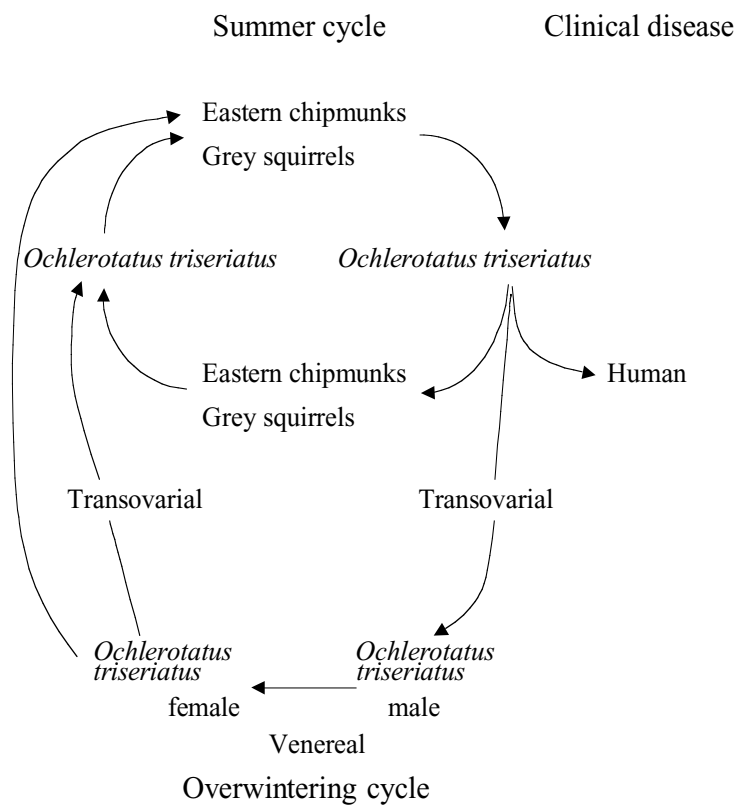 Summer cycle
Clinical disease
Eastern chipmunks
Grey squirrels
Ochlerotatus triseriatus
Ochlerotatus triseriatus
Eastern chipmunks
Grey squirrels
Human
Transovarial
Transovarial
Ochlerotatus
triseriatus
female
Ochlerotatus
triseriatus
male
Venereal
Overwintering cycle